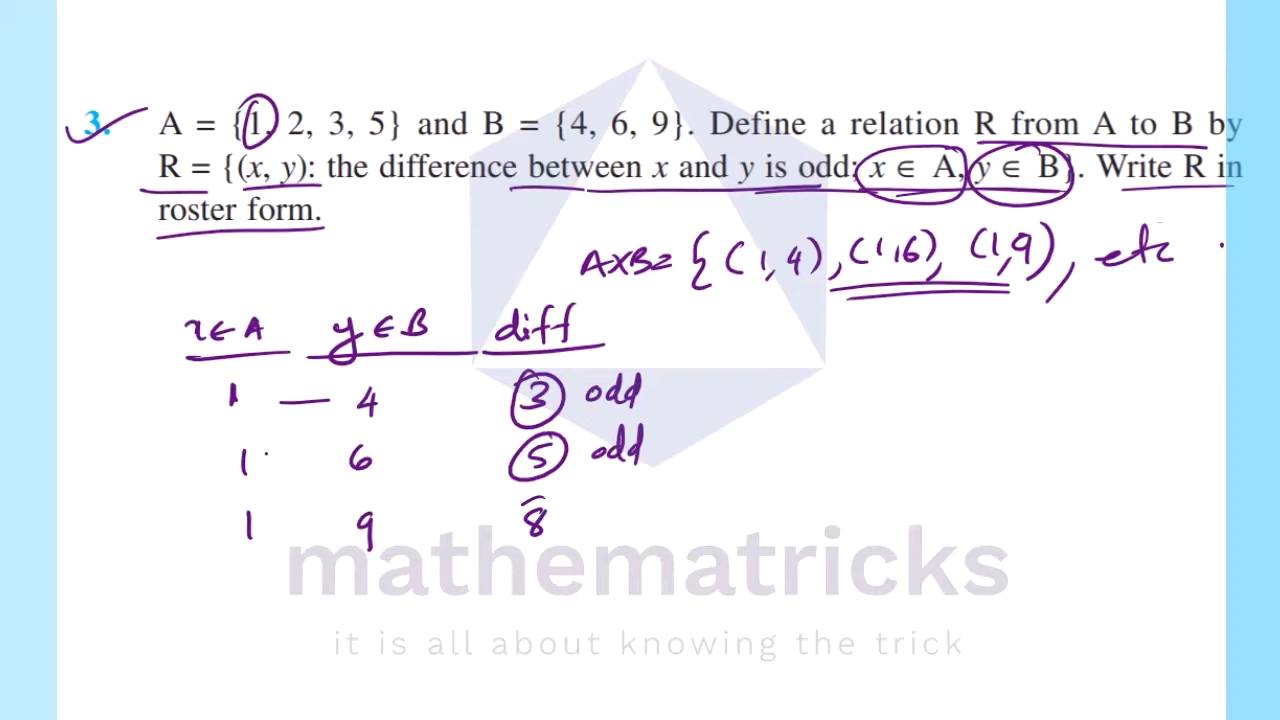 3. A = {1, 2, 3, 5} and B = {4, 6, 9}. Define a relation R from A to B by
R = {(x, y): the difference between x and y is odd; x ∈ A, y ∈ B}. Write R in
roster form.
A×B = { (1, 4), (1, 6), (1, 9), etc
x ∈ A y ∈ B diff
1 — 4 3 odd
1 6 5 odd
1 9 8
mathematricks
it is all about knowing the trick